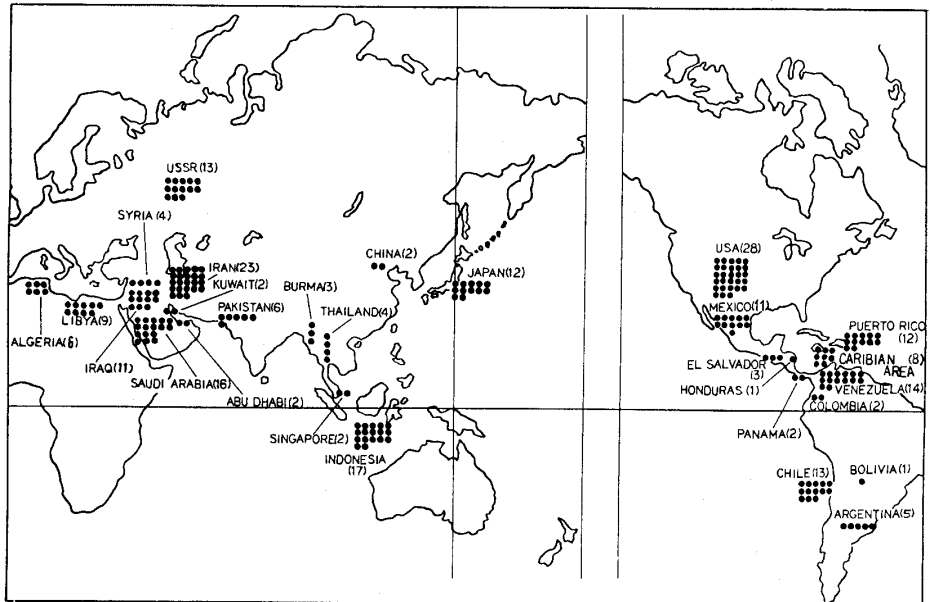 USSR(13)
SYRIA(4)
IRAN(23)
KUWAIT(2)
CHINA(2)
BURMA(3)
JAPAN(12)
PAKISTAN(6)
THAILAND(4)
LIBYA(9)
ALGERIA(6)
IRAQ(11)
SAUDI ARABIA(16)
ABU DHABI(2)
SINGAPORE(2)
INDONESIA
(17)
USA(28)
MEXICO(11)
PUERTO RICO
(12)
EL SALVADOR
(3)
CARIBIAN (8)
AREA
HONDURAS (1)
VENEZUELA(14)
COLOMBIA(2)
PANAMA(2)
CHILE(13)
BOLIVIA(1)
ARGENTINA(5)